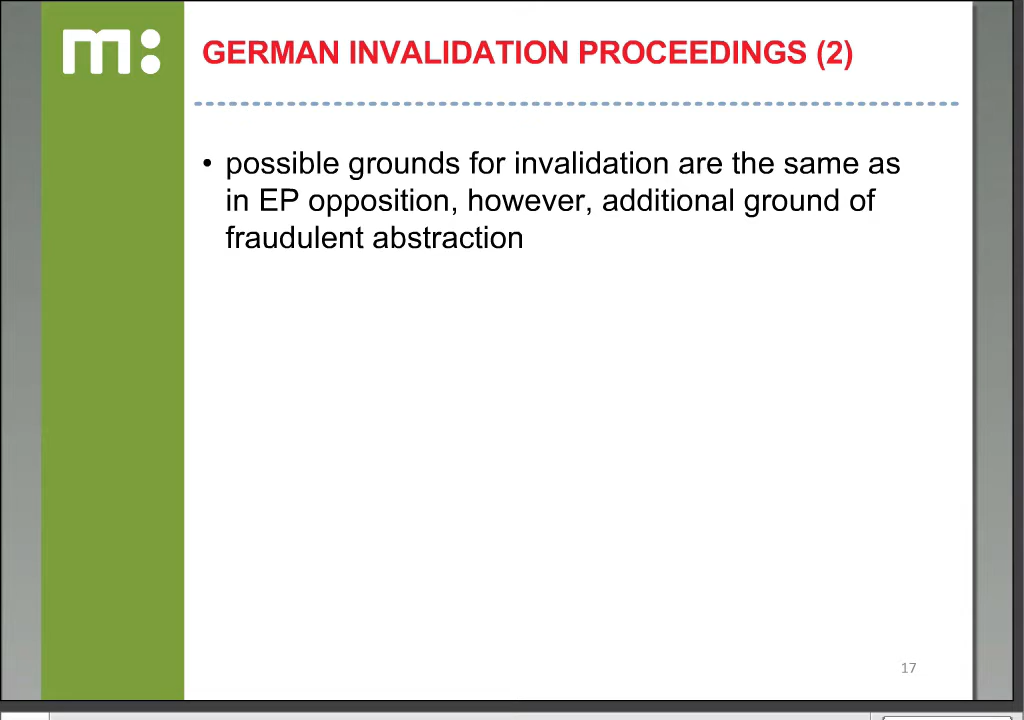 m:
GERMAN INVALIDATION PROCEEDINGS (2)
• possible grounds for invalidation are the same as
in EP opposition, however, additional ground of
fraudulent abstraction
17